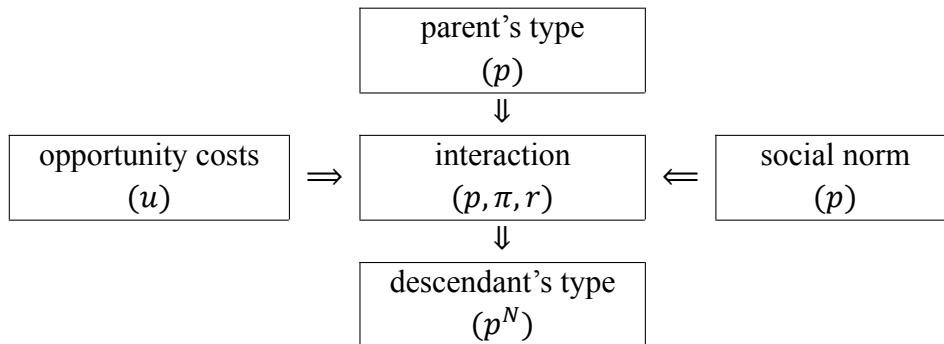 parent's type
(p)
⇓
opportunity costs
(u)
⇒
interaction
(p, π, r)
⇐
social norm
(p)
⇓
descendant's type
(p^N)